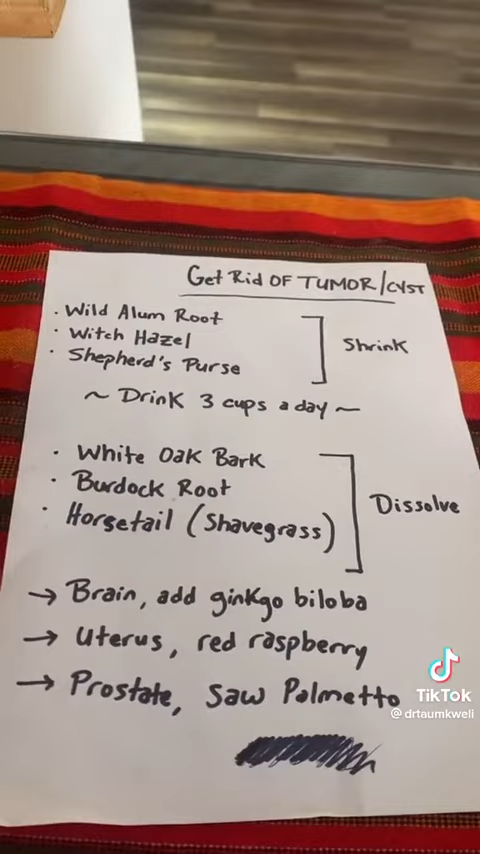 Get Rid OF TUMOR/CYST
· Wild Alum Root
· Witch Hazel
· Shepherd's Purse
Shrink
~ Drink 3 cups a day ~
· White Oak Bark
· Burdock Root
· Horsetail (Shavegrass)
Dissolve
→ Brain, add ginkgo biloba
→ Uterus, red raspberry
→ Prostate, Saw Palmetto
TikTok
@drtaumkweli